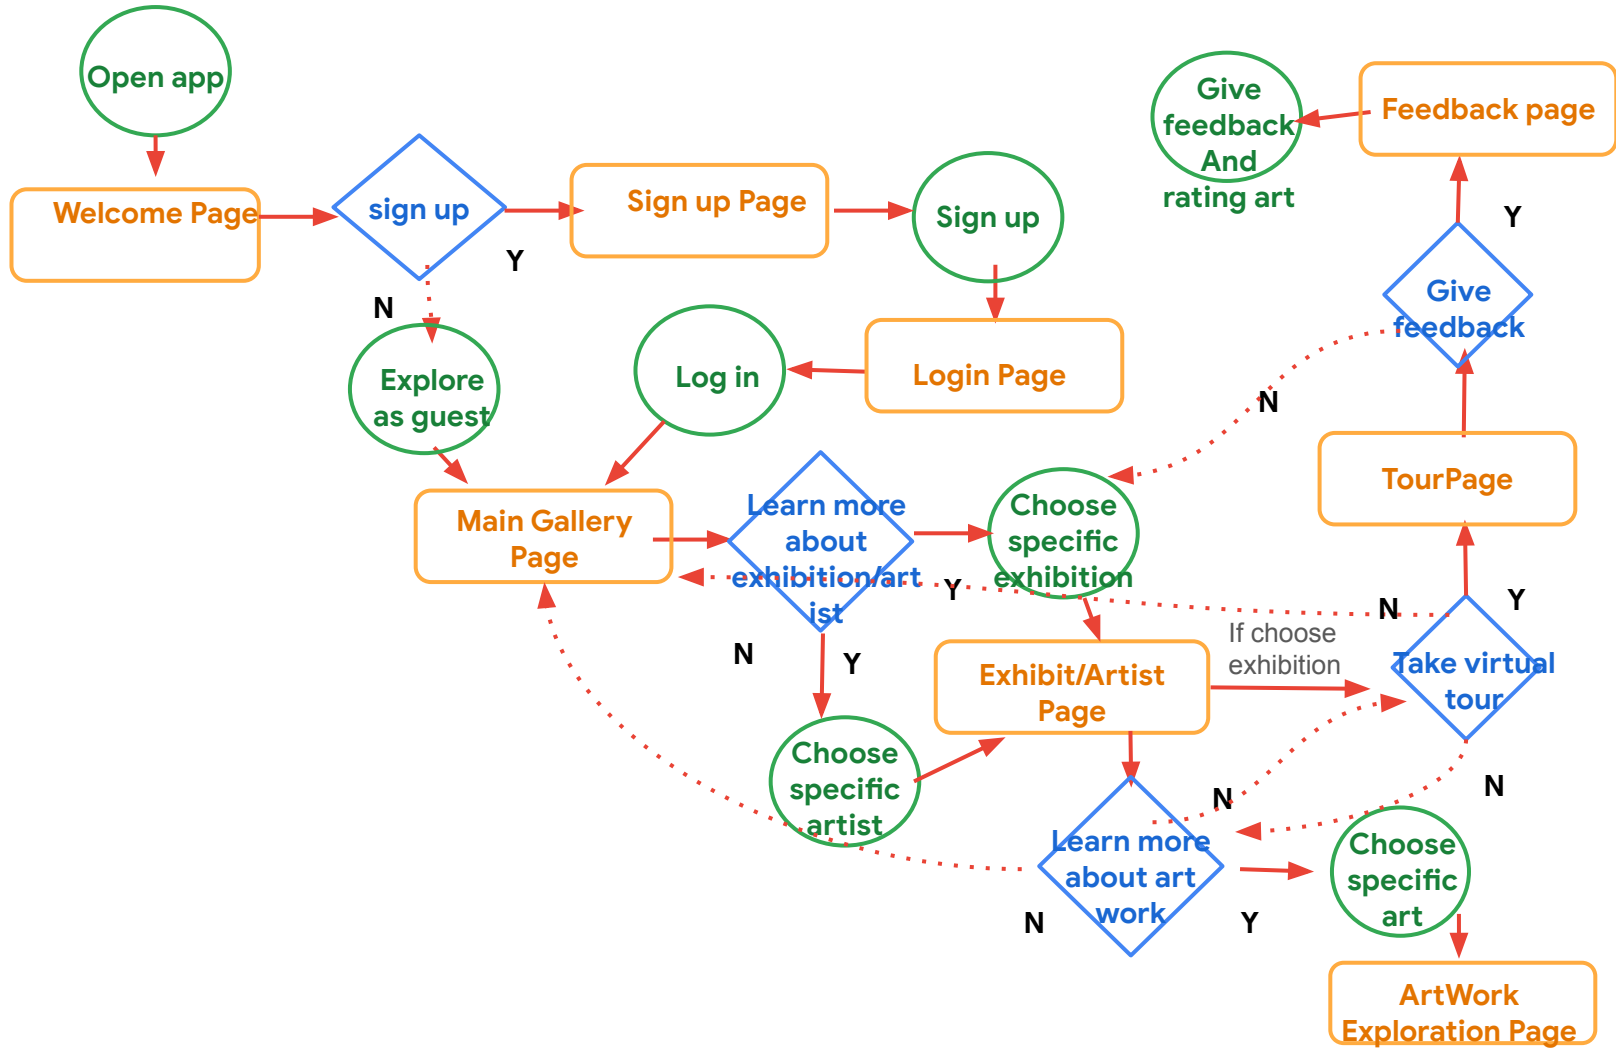 Open app
Welcome Page
sign up
Y
N
Sign up Page
Sign up
Explore
as guest
Log in
Login Page
Main Gallery
Page
Learn more
about
exhibition/art
ist
Y
N
Y
Choose
specific
exhibition
Choose
specific
artist
Exhibit/Artist
Page
If choose
exhibition
Learn more
about art
work
N
N
Y
Choose
specific
art
ArtWork
Exploration Page
Take virtual
tour
N
Y
N
TourPage
Give
feedback
N
Y
Feedback page
Give
feedback
And
rating art